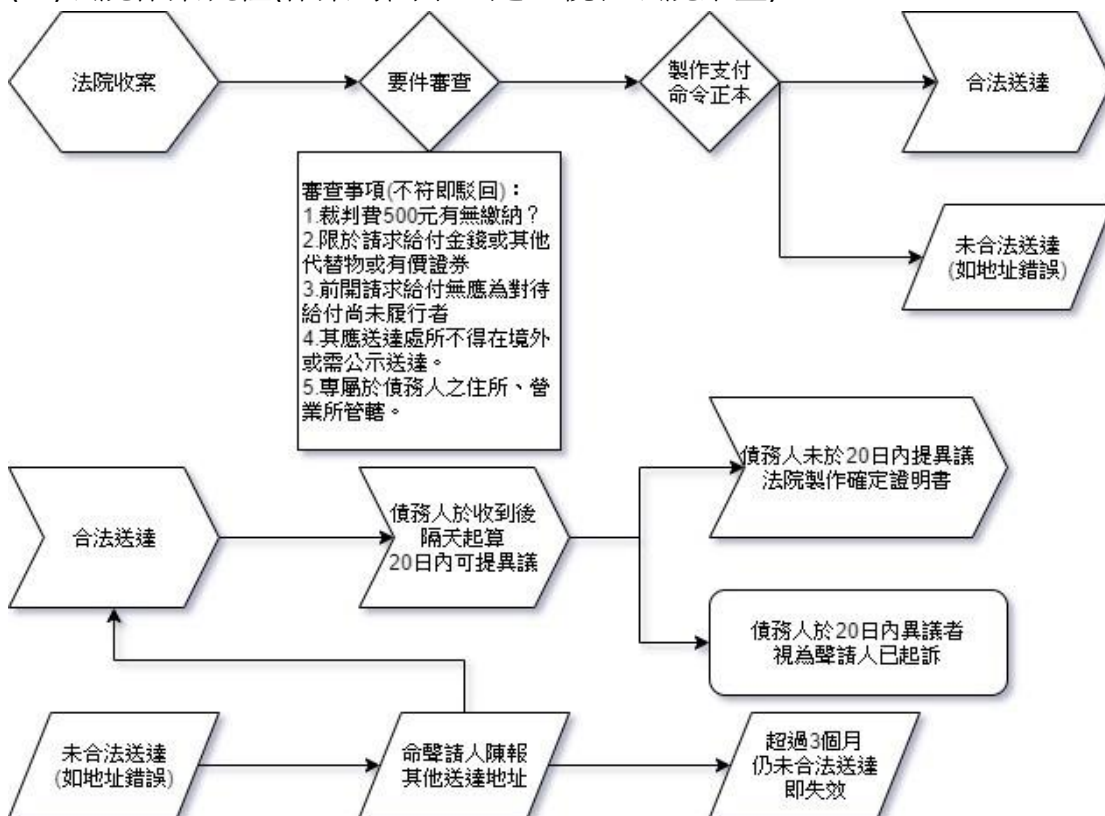 法院收案
要件審查
製作支付
命令正本
合法送達
審查事項(不符即駁回)：
1.裁判費500元有無繳納？
2.限於請求給付金錢或其他
代替物或有價證券
3.前開請求給付無應為對待
給付尚未履行者
4.其應送達處所不得在境外
或需公示送達。
5.專屬於債務人之住所、營
業所管轄。
未合法送達
(如地址錯誤)
合法送達
債務人於收到後
隔天起算
20日內可提異議
債務人未於20日內提異議
法院製作確定證明書
債務人於20日內異議者
視為聲請人已起訴
未合法送達
(如地址錯誤)
命聲請人陳報
其他送達地址
超過3個月
仍未合法送達
即失效